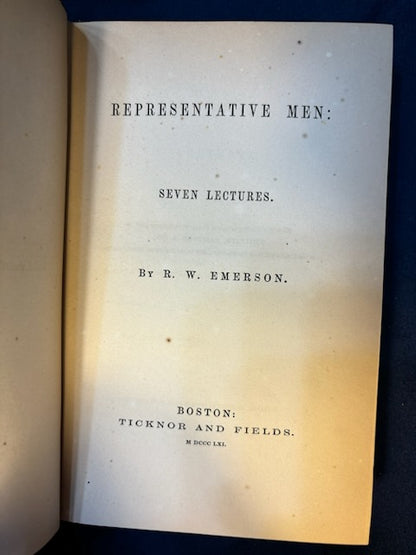 REPRESENTATIVE MEN:
SEVEN LECTURES.
BY R. W. EMERSON.
BOSTON:
TICKNOR AND FIELDS.
M DCCC LXI.